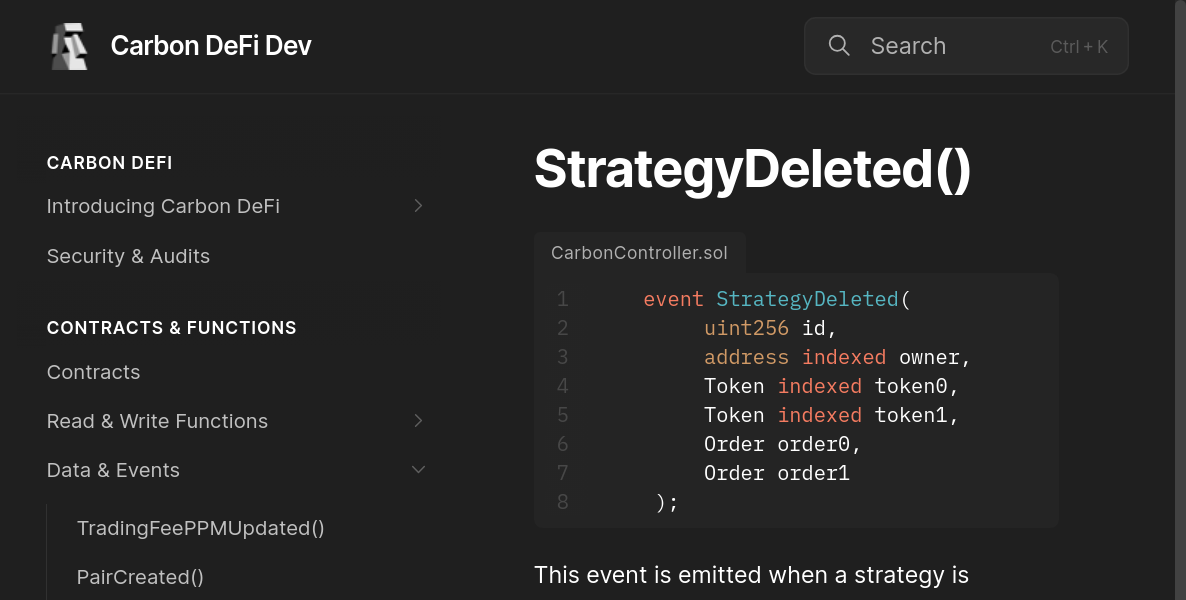 Carbon DeFi Dev
Search
Ctrl + K
CARBON DEFI
Introducing Carbon DeFi
Security & Audits
CONTRACTS & FUNCTIONS
Contracts
Read & Write Functions
Data & Events
TradingFeePPMUpdated()
PairCreated()
StrategyDeleted()
CarbonController.sol
1 event StrategyDeleted(
2 uint256 id,
3 address indexed owner,
4 Token indexed token0,
5 Token indexed token1,
6 Order order0,
7 Order order1
8 );
This event is emitted when a strategy is